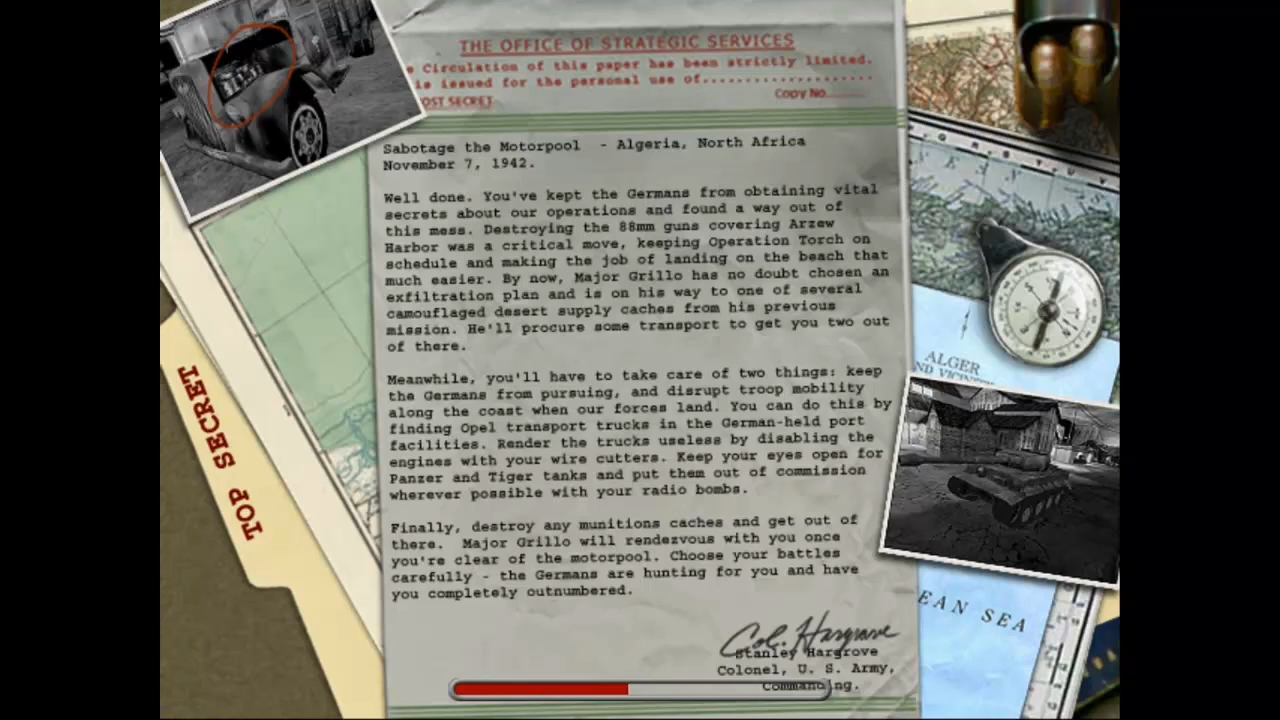 THE OFFICE OF STRATEGIC SERVICES
e Circulation of this paper has been strictly limited.
is issued for the personal use of....................
OST SECRET
Copy No.......
Sabotage the Motorpool - Algeria, North Africa
November 7, 1942.
Well done. You've kept the Germans from obtaining vital
secrets about our operations and found a way out of
this mess. Destroying the 88mm guns covering Arzew
Harbor was a critical move, keeping Operation Torch on
schedule and making the job of landing on the beach that
much easier. By now, Major Grillo has no doubt chosen an
exfiltration plan and is on his way to one of several
camouflaged desert supply caches from his previous
mission. He'll procure some transport to get you two out
of there.
Meanwhile, you'll have to take care of two things: keep
the Germans from pursuing, and disrupt troop mobility
along the coast when our forces land. You can do this by
finding Opel transport trucks in the German-held port
facilities. Render the trucks useless by disabling the
engines with your wire cutters. Keep your eyes open for
Panzer and Tiger tanks and put them out of commission
wherever possible with your radio bombs.
Finally, destroy any munitions caches and get out of
there. Major Grillo will rendezvous with you once
you're clear of the motorpool. Choose your battles
carefully - the Germans are hunting for you and have
you completely outnumbered.
Col. Hargrave
Stanley Hargrove
Colonel, U. S. Army,
Commanding.
TOP SECRET
ALGER
ND VICINITY
EAN SEA